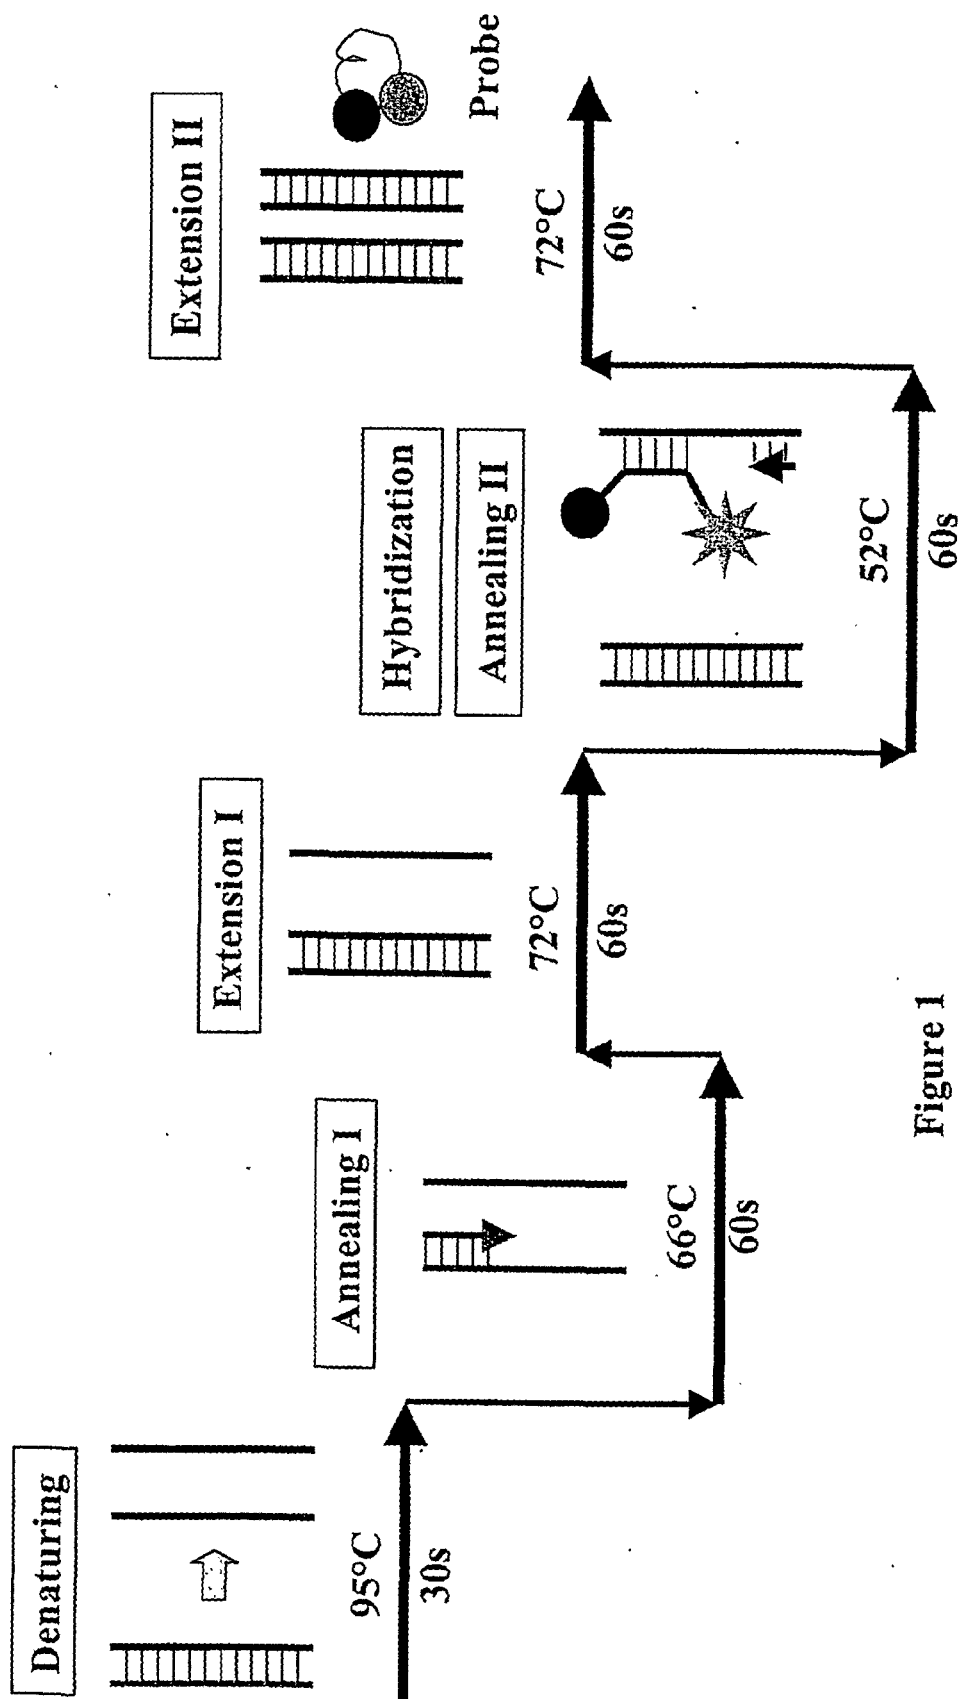 Denaturing
95°C
30s
Annealing I
66°C
60s
Extension I
72°C
60s
Hybridization
Annealing II
52°C
60s
Extension II
Probe
72°C
60s
Figure 1